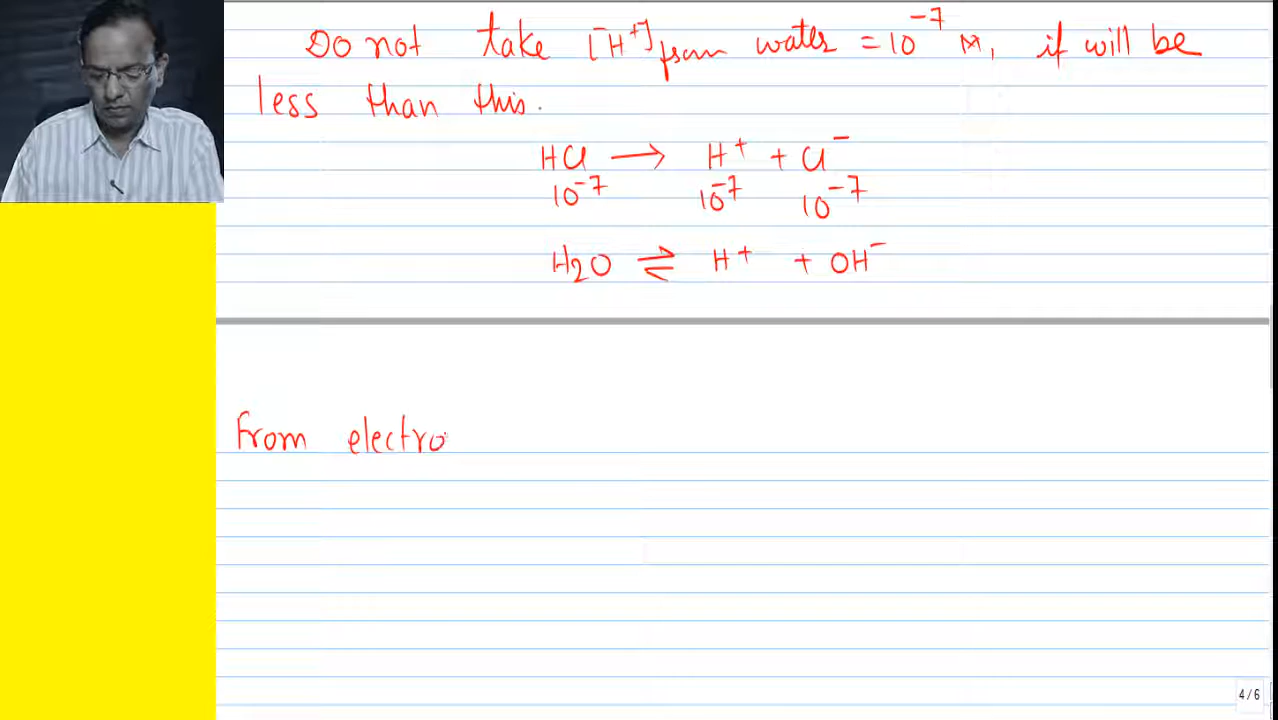 Do not take [H⁺] from water = 10⁻⁷ M, if will be
less than this.
HCl → H⁺ + Cl⁻
10⁻⁷ 10⁻⁷ 10⁻⁷
H₂O ⇌ H⁺ + OH⁻
From electro
4/6